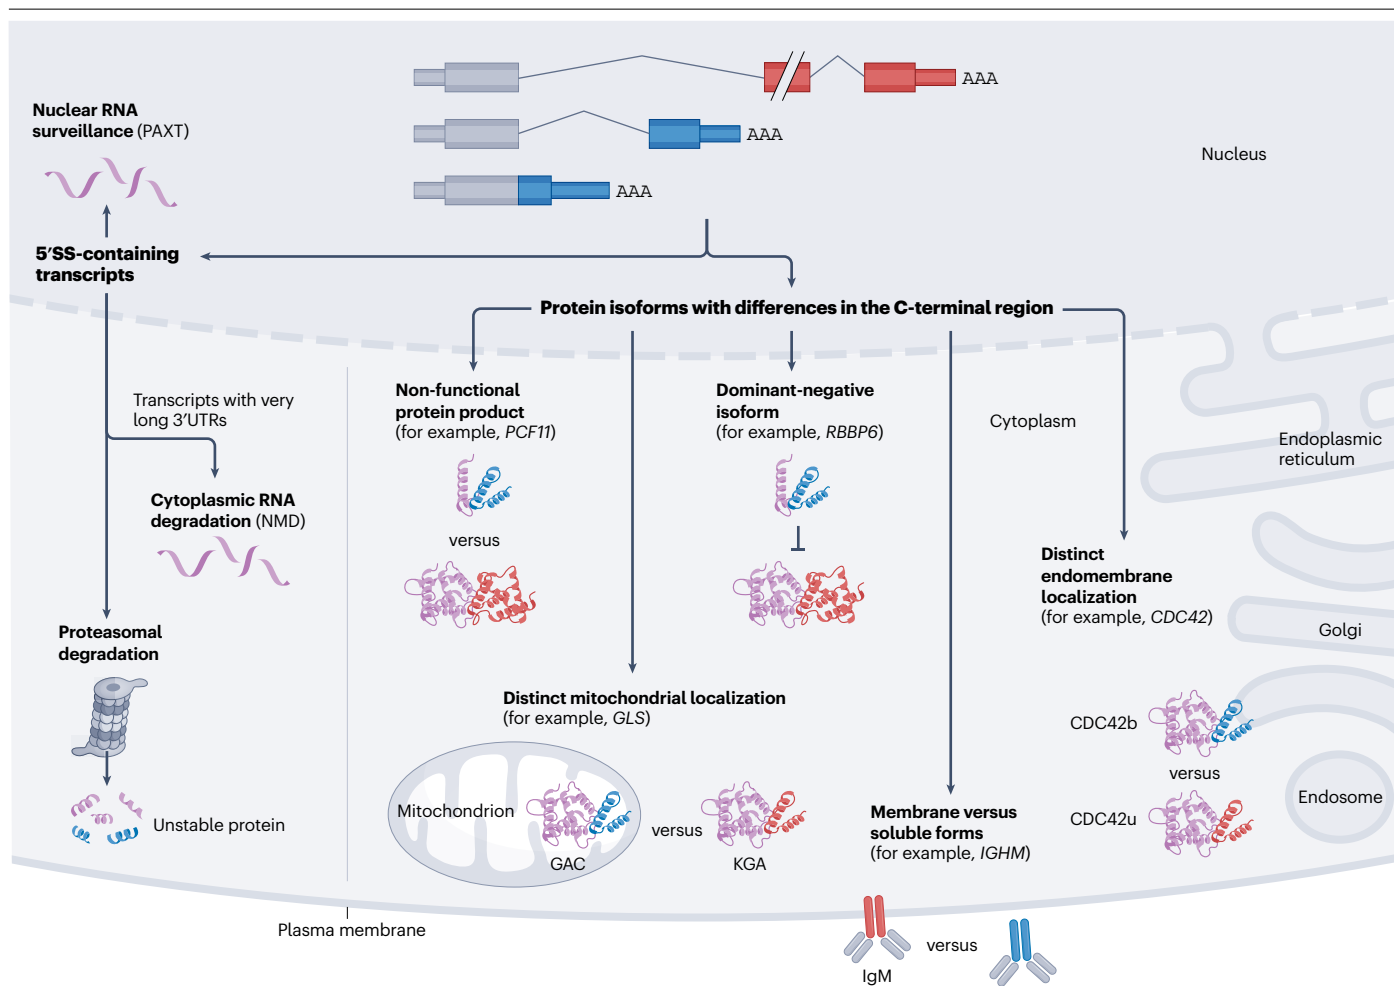 AAA
AAA
AAA
Nucleus
Nuclear RNA
surveillance (PAXT)
5′SS-containing
transcripts
Protein isoforms with differences in the C-terminal region
Transcripts with very
long 3′UTRs
Cytoplasmic RNA
degradation (NMD)
Proteasomal
degradation
Unstable protein
Non-functional
protein product
(for example, PCF11)
versus
Dominant-negative
isoform
(for example, RBBP6)
Cytoplasm
Endoplasmic
reticulum
Distinct
endomembrane
localization
(for example, CDC42)
Golgi
Distinct mitochondrial localization
(for example, GLS)
Mitochondrion
GAC
versus
KGA
CDC42b
versus
CDC42u
Endosome
Membrane versus
soluble forms
(for example, IGHM)
Plasma membrane
versus
IgM